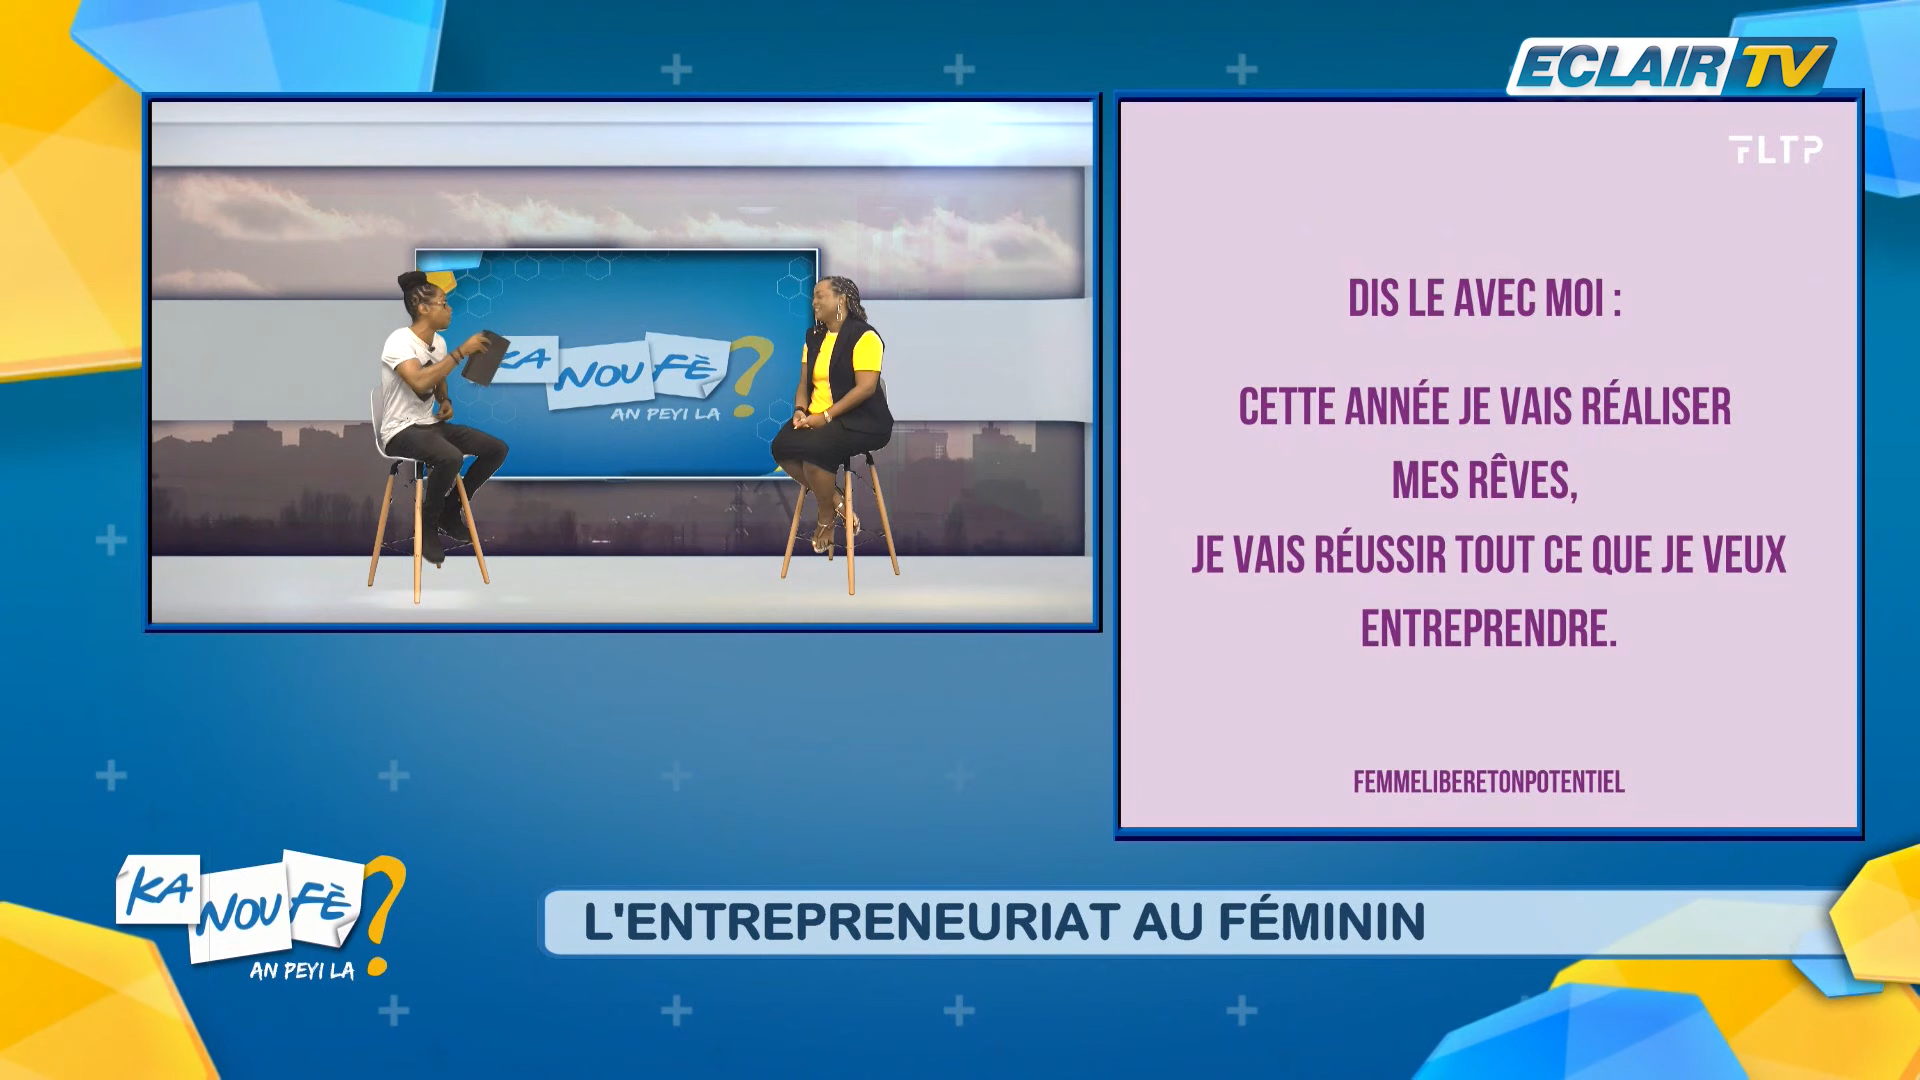 ECLAIR TV
KA NOU FÈ ?
AN PEYI LA
FLTP
DIS LE AVEC MOI :
CETTE ANNÉE JE VAIS RÉALISER
MES RÊVES,
JE VAIS RÉUSSIR TOUT CE QUE JE VEUX
ENTREPRENDRE.
FEMMELIBERETONPOTENTIEL
KA NOU FÈ ?
AN PEYI LA
L'ENTREPRENEURIAT AU FÉMININ